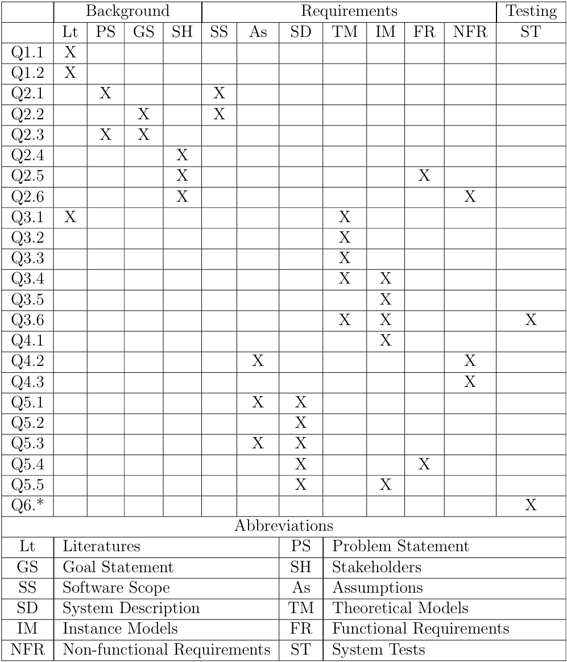 Background Requirements Testing
Lt PS GS SH SS As SD TM IM FR NFR ST
Q1.1 X
Q1.2 X
Q2.1 X X
Q2.2 X X
Q2.3 X X
Q2.4 X
Q2.5 X X
Q2.6 X X
Q3.1 X X
Q3.2 X
Q3.3 X
Q3.4 X X
Q3.5 X
Q3.6 X X X
Q4.1 X
Q4.2 X X
Q4.3 X
Q5.1 X X
Q5.2 X
Q5.3 X X
Q5.4 X X
Q5.5 X X
Q6.* X
Abbreviations
Lt Literatures PS Problem Statement
GS Goal Statement SH Stakeholders
SS Software Scope As Assumptions
SD System Description TM Theoretical Models
IM Instance Models FR Functional Requirements
NFR Non-functional Requirements ST System Tests